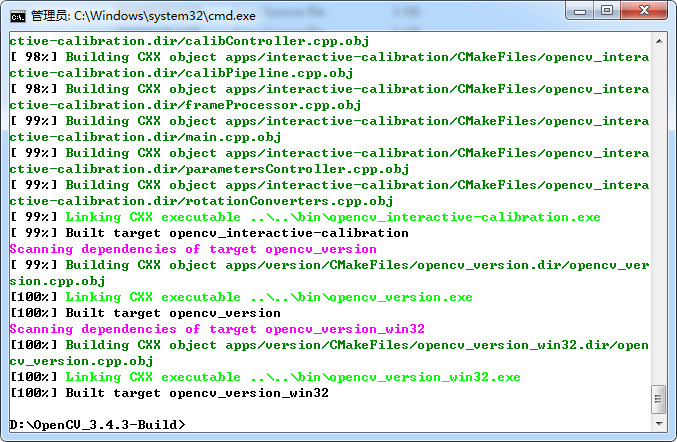 管理员: C:\Windows\system32\cmd.exe
ctive-calibration.dir/calibController.cpp.obj
[ 98%] Building CXX object apps/interactive-calibration/CMakeFiles/opencv_intera
ctive-calibration.dir/calibPipeline.cpp.obj
[ 98%] Building CXX object apps/interactive-calibration/CMakeFiles/opencv_intera
ctive-calibration.dir/frameProcessor.cpp.obj
[ 99%] Building CXX object apps/interactive-calibration/CMakeFiles/opencv_intera
ctive-calibration.dir/main.cpp.obj
[ 99%] Building CXX object apps/interactive-calibration/CMakeFiles/opencv_intera
ctive-calibration.dir/parametersController.cpp.obj
[ 99%] Building CXX object apps/interactive-calibration/CMakeFiles/opencv_intera
ctive-calibration.dir/rotationConverters.cpp.obj
[ 99%] Linking CXX executable ..\..\bin\opencv_interactive-calibration.exe
[ 99%] Built target opencv_interactive-calibration
Scanning dependencies of target opencv_version
[ 99%] Building CXX object apps/version/CMakeFiles/opencv_version.dir/opencv_ver
sion.cpp.obj
[100%] Linking CXX executable ..\..\bin\opencv_version.exe
[100%] Built target opencv_version
Scanning dependencies of target opencv_version_win32
[100%] Building CXX object apps/version/CMakeFiles/opencv_version_win32.dir/open
cv_version.cpp.obj
[100%] Linking CXX executable ..\..\bin\opencv_version_win32.exe
[100%] Built target opencv_version_win32
D:\OpenCV_3.4.3-Build>